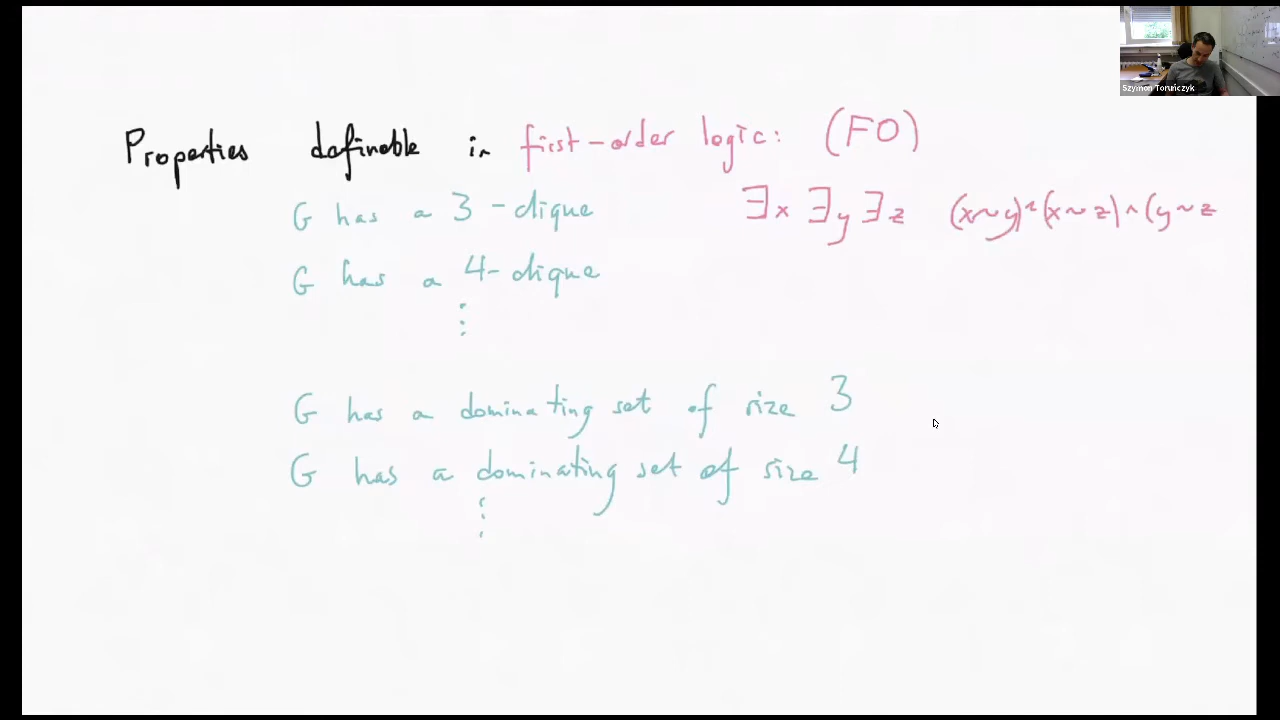 Szymon Toruńczyk
Properties definable in first-order logic: (FO)
G has a 3-clique ∃x ∃y ∃z (x~y)^(x~z)^(y~z
G has a 4-clique
⋮
G has a dominating set of size 3
G has a dominating set of size 4
⋮